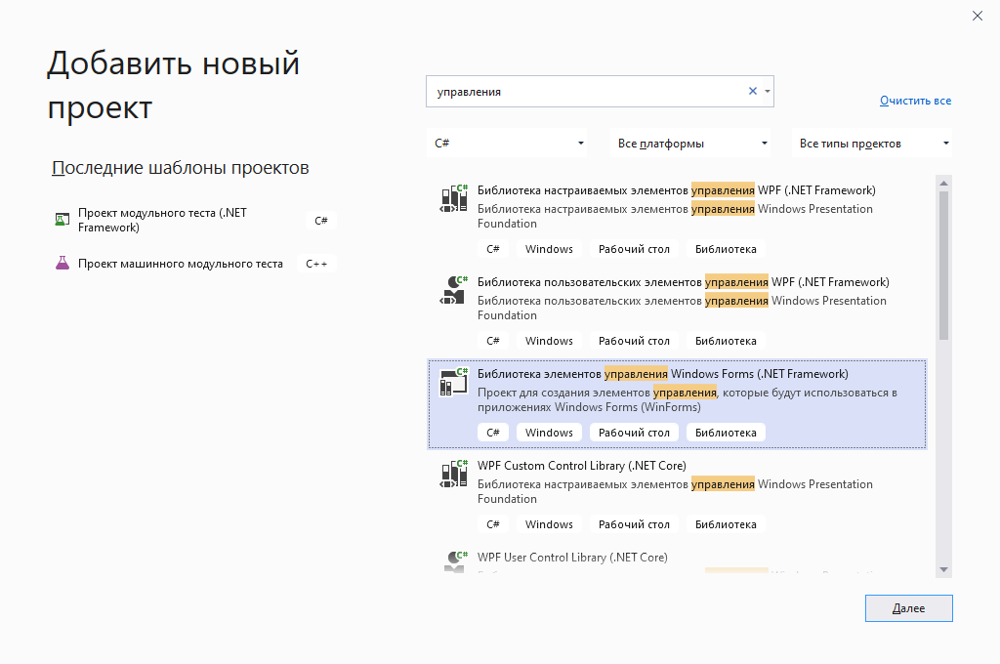 Добавить новый
проект
Последние шаблоны проектов
Проект модульного теста (.NET
Framework)
C#
Проект машинного модульного теста
C++
управления
Очистить все
C#
Все платформы
Все типы проектов
C#
Библиотека настраиваемых элементов управления WPF (.NET Framework)
Библиотека настраиваемых элементов управления Windows Presentation
Foundation
C# Windows Рабочий стол Библиотека
C#
Библиотека пользовательских элементов управления WPF (.NET Framework)
Библиотека пользовательских элементов управления Windows Presentation
Foundation
C# Windows Рабочий стол Библиотека
C#
Библиотека элементов управления Windows Forms (.NET Framework)
Проект для создания элементов управления, которые будут использоваться в
приложениях Windows Forms (WinForms)
C# Windows Рабочий стол Библиотека
C#
WPF Custom Control Library (.NET Core)
Библиотека настраиваемых элементов управления Windows Presentation
Foundation
C# Windows Рабочий стол Библиотека
C#
WPF User Control Library (.NET Core)
Далее